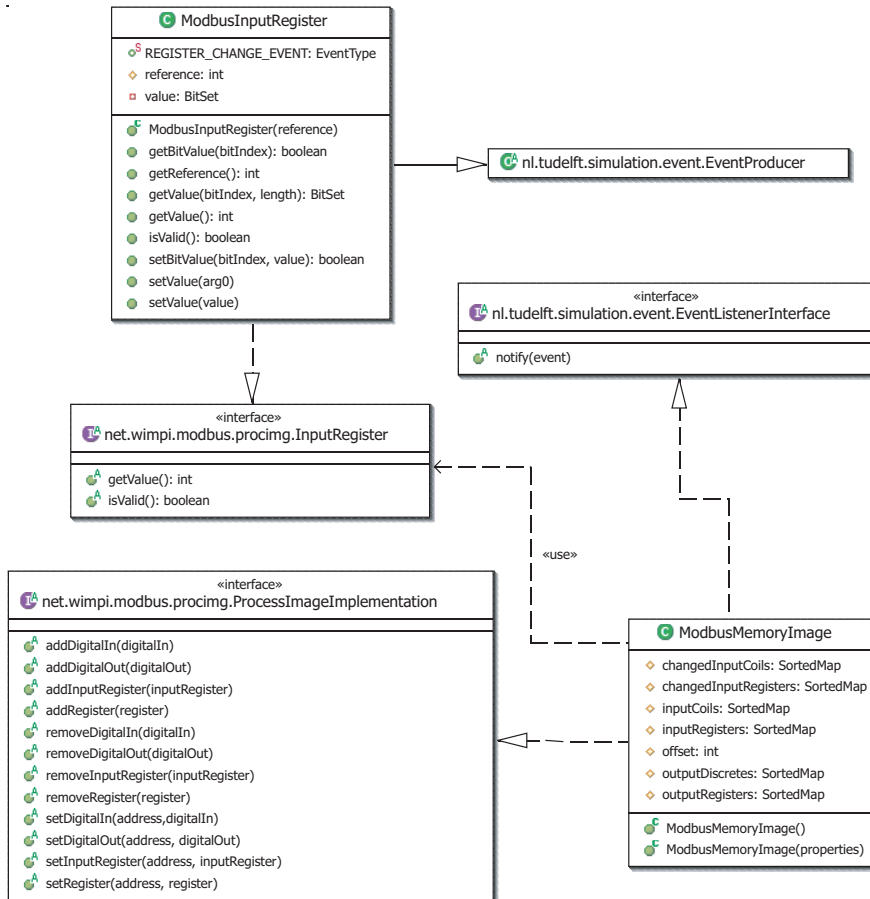 ModbusInputRegister
REGISTER_CHANGE_EVENT: EventType
reference: int
value: BitSet
ModbusInputRegister(reference)
getBitValue(bitIndex): boolean
getReference(): int
getValue(bitIndex, length): BitSet
getValue(): int
isValid(): boolean
setBitValue(bitIndex, value): boolean
setValue(arg0)
setValue(value)
nl.tudelft.simulation.event.EventProducer
«interface»
nl.tudelft.simulation.event.EventListenerInterface
notify(event)
«interface»
net.wimpi.modbus.procimg.InputRegister
getValue(): int
isValid(): boolean
«use»
«interface»
net.wimpi.modbus.procimg.ProcessImageImplementation
addDigitalIn(digitalIn)
addDigitalOut(digitalOut)
addInputRegister(inputRegister)
addRegister(register)
removeDigitalIn(digitalIn)
removeDigitalOut(digitalOut)
removeInputRegister(inputRegister)
removeRegister(register)
setDigitalIn(address,digitalIn)
setDigitalOut(address, digitalOut)
setInputRegister(address, inputRegister)
setRegister(address, register)
ModbusMemoryImage
changedInputCoils: SortedMap
changedInputRegisters: SortedMap
inputCoils: SortedMap
inputRegisters: SortedMap
offset: int
outputDiscretes: SortedMap
outputRegisters: SortedMap
ModbusMemoryImage()
ModbusMemoryImage(properties)